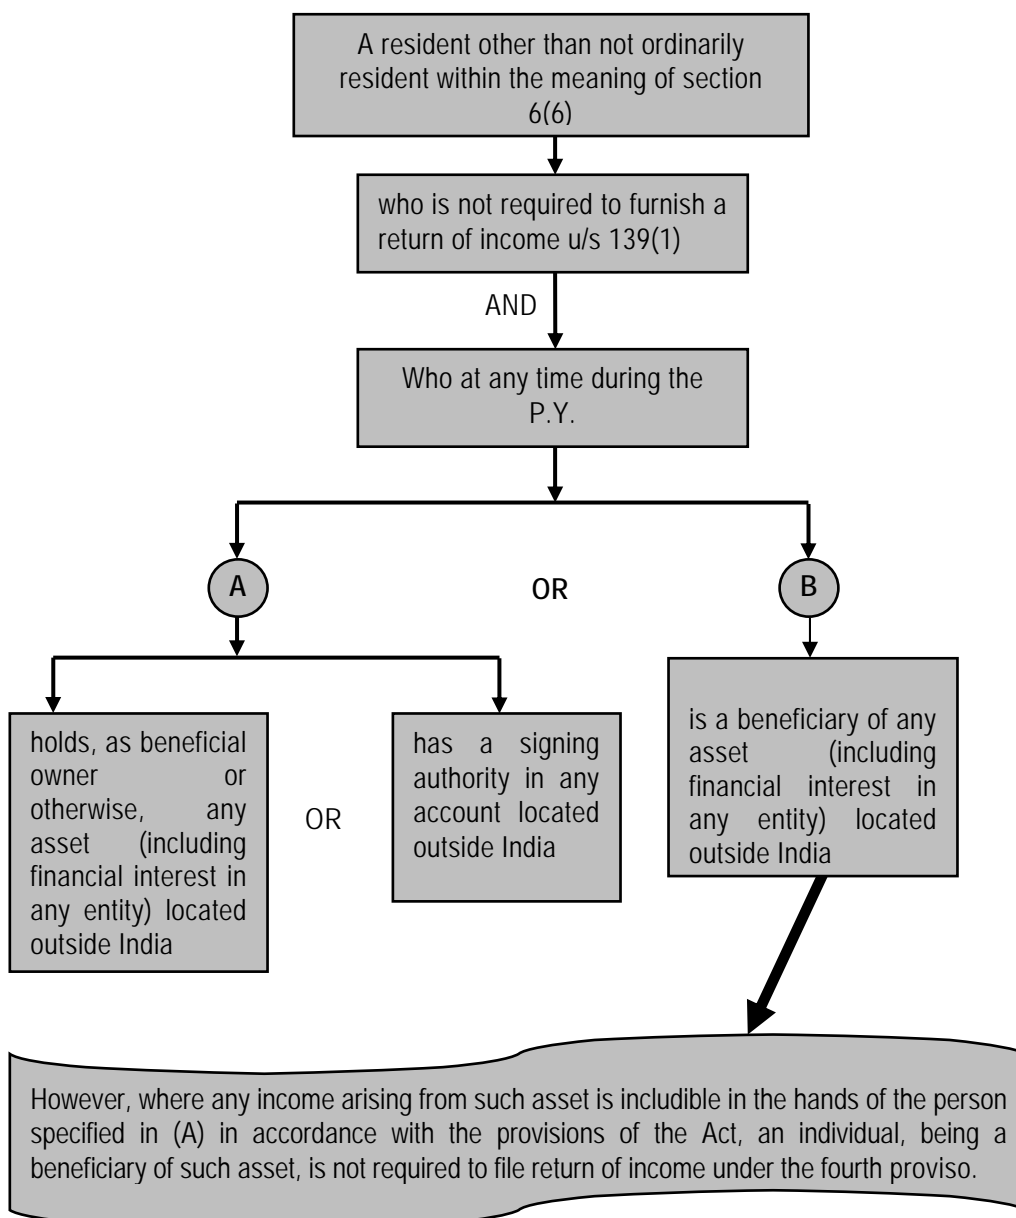 A resident other than not ordinarily
resident within the meaning of section
6(6)
who is not required to furnish a
return of income u/s 139(1)
AND
Who at any time during the
P.Y.
A
OR
B
holds, as beneficial
owner or
otherwise, any
asset (including
financial interest in
any entity) located
outside India
OR
has a signing
authority in any
account located
outside India
is a beneficiary of any
asset (including
financial interest in
any entity) located
outside India
However, where any income arising from such asset is includible in the hands of the person
specified in (A) in accordance with the provisions of the Act, an individual, being a
beneficiary of such asset, is not required to file return of income under the fourth proviso.